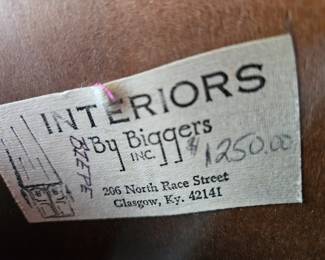 INTERIORS
By Biggers
INC.
$1250.00
206 North Race Street
Glasgow, Ky. 42141